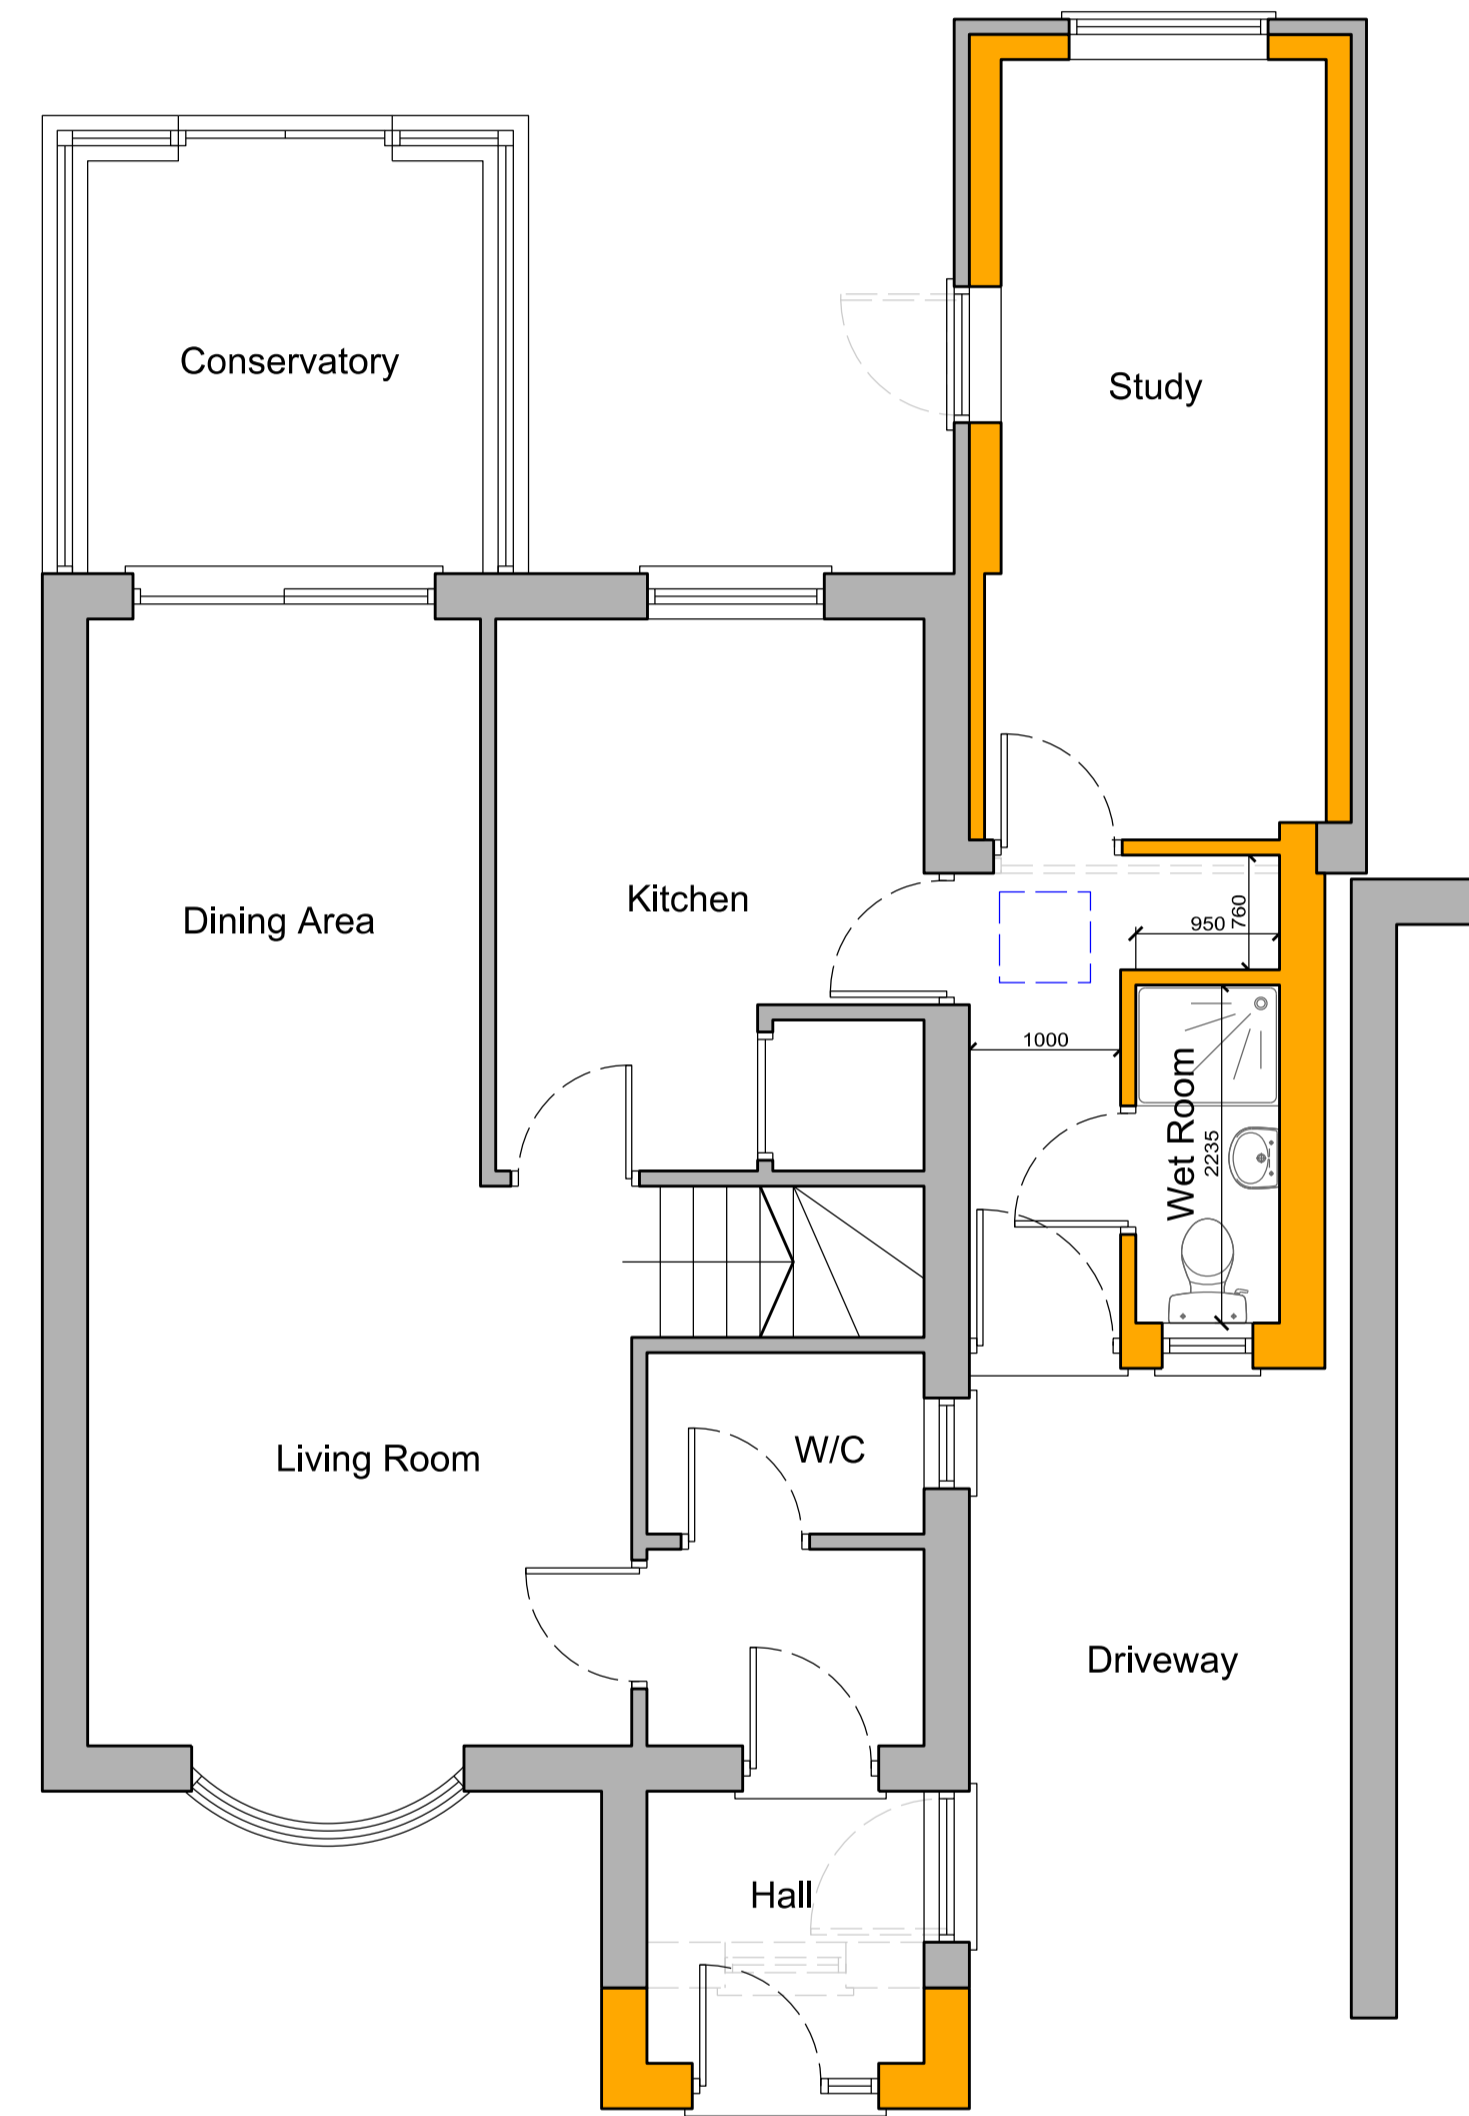 Conservatory
Study
Dining Area
Kitchen
950
760
1000
Wet Room
2235
Living Room
W/C
Driveway
Hall